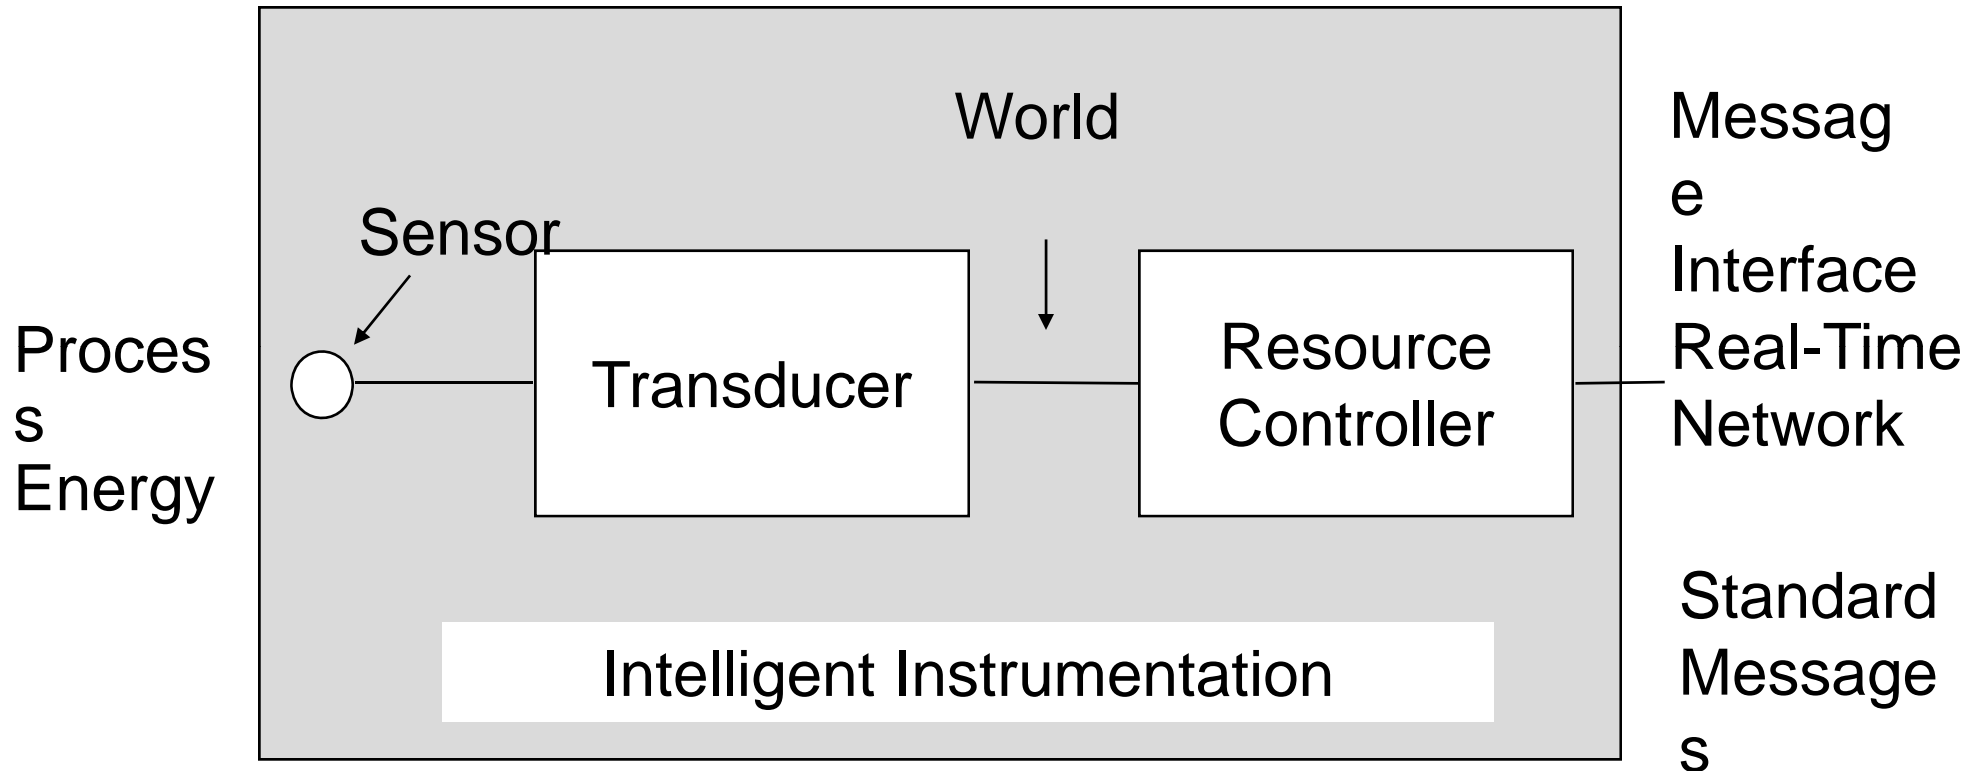 World
Sensor
Proces
s
Energy
Transducer
Resource
Controller
Messag
e
Interface
Real-Time
Network
Standard
Message
s
Intelligent Instrumentation